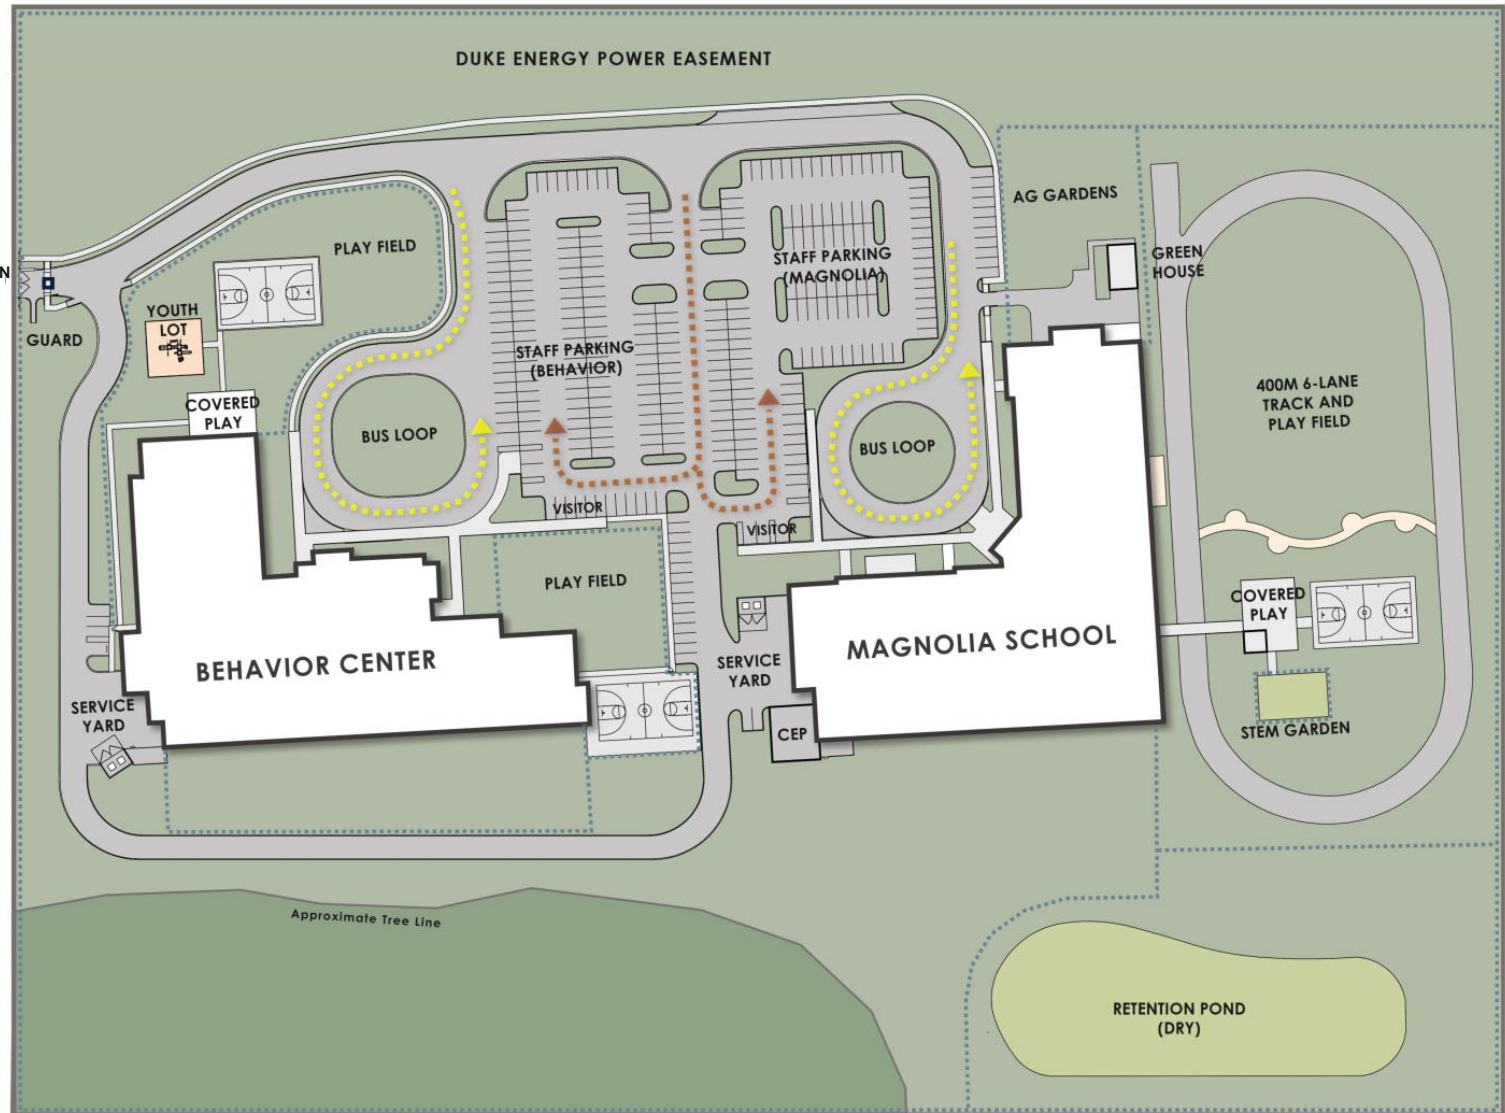 DUKE ENERGY POWER EASEMENT
AG GARDENS
PLAY FIELD
STAFF PARKING
(MAGNOLIA)
GREEN
HOUSE
N
GUARD
YOUTH
LOT
STAFF PARKING
(BEHAVIOR)
COVERED
PLAY
BUS LOOP
BUS LOOP
400M 6-LANE
TRACK AND
PLAY FIELD
VISITOR
VISITOR
PLAY FIELD
COVERED
PLAY
BEHAVIOR CENTER
MAGNOLIA SCHOOL
SERVICE
YARD
SERVICE
YARD
CEP
STEM GARDEN
Approximate Tree Line
RETENTION POND
(DRY)